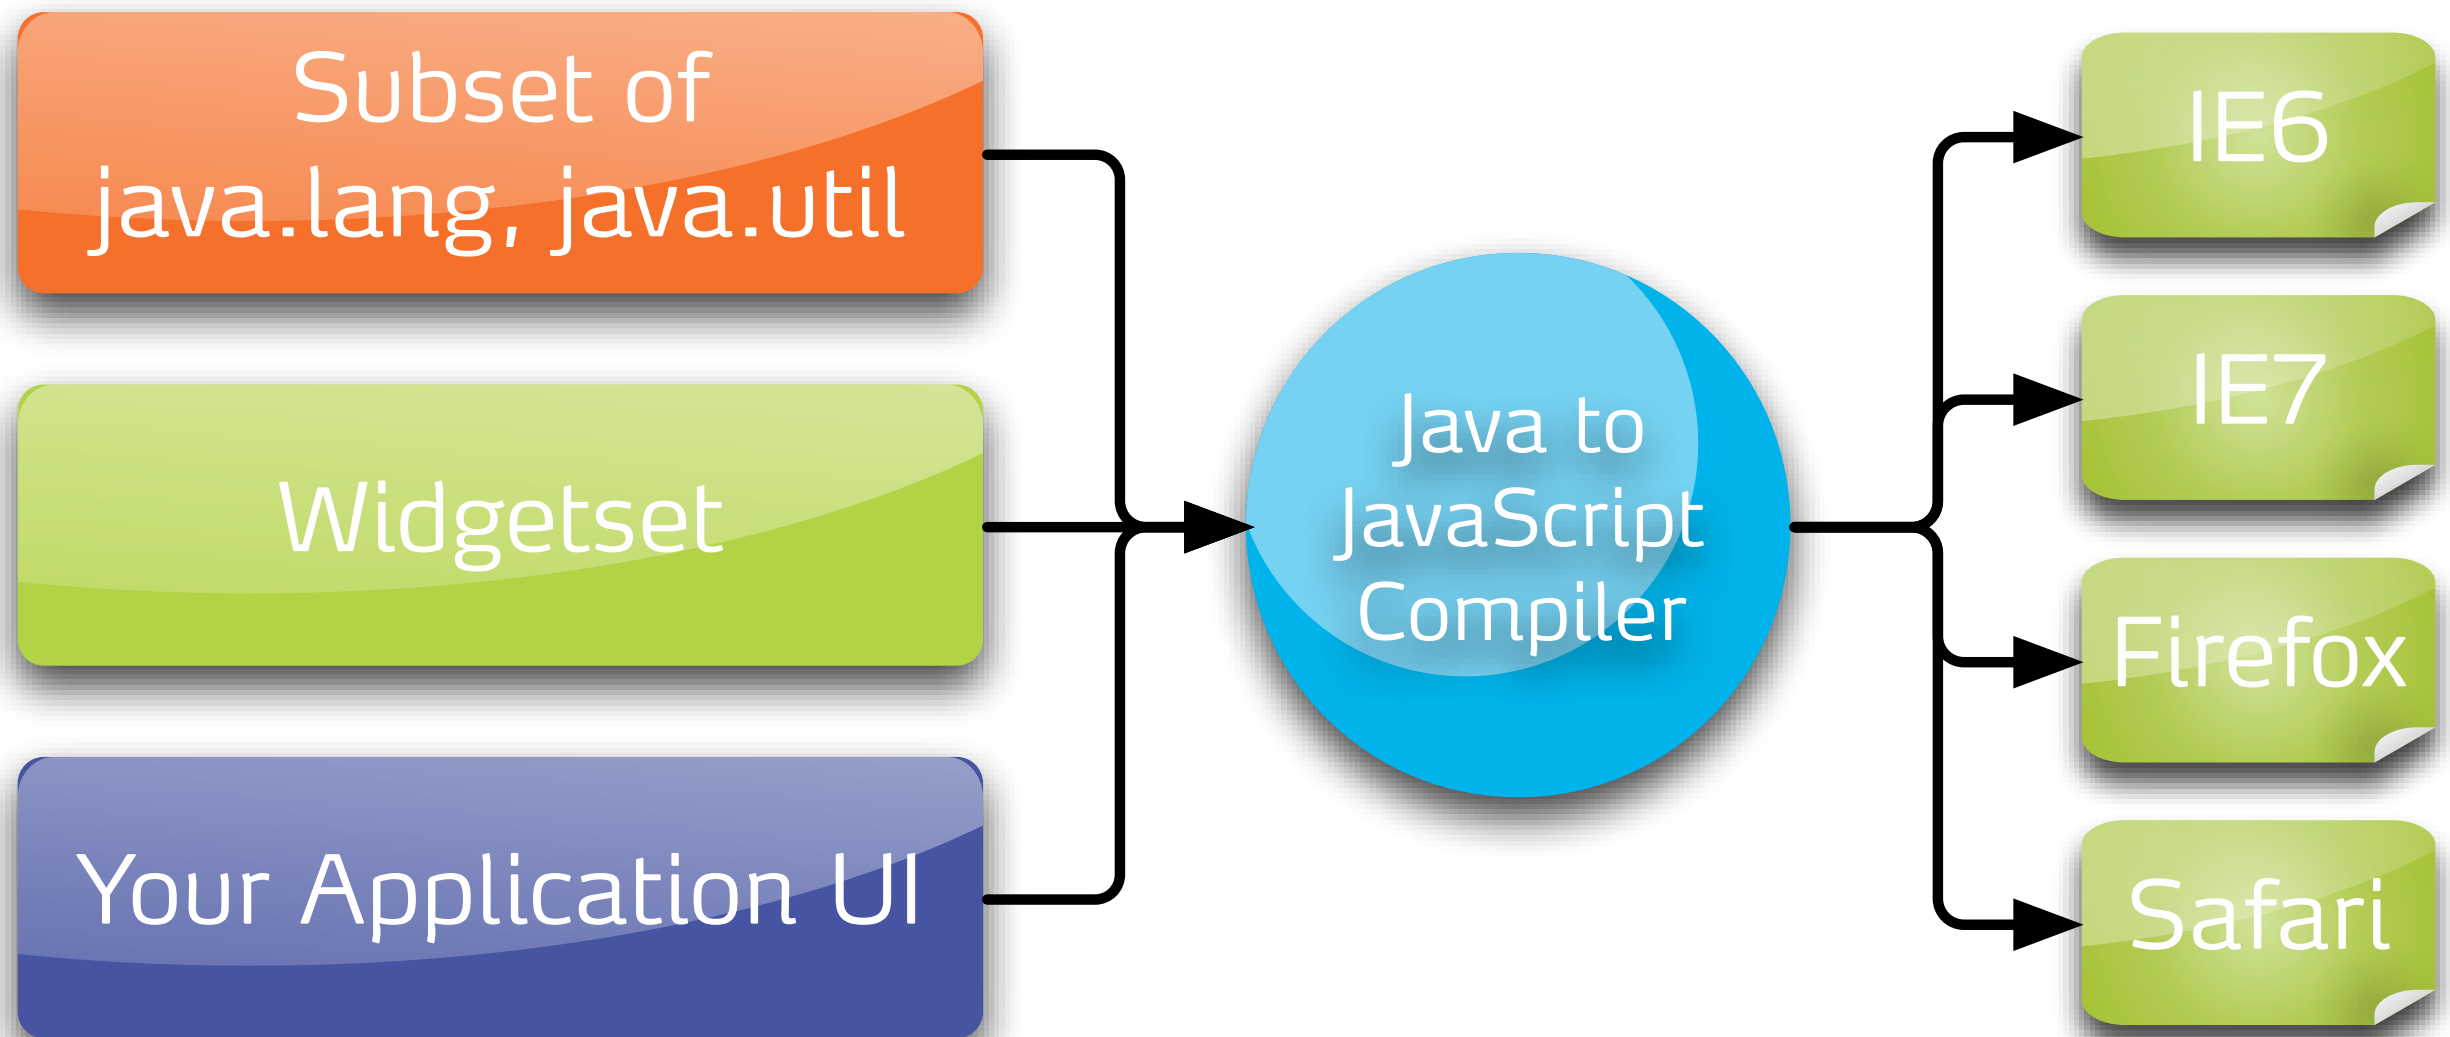 Subset of
java.lang, java.util
Widgetset
Your Application UI
Java to
JavaScript
Compiler
IE6
IE7
Firefox
Safari